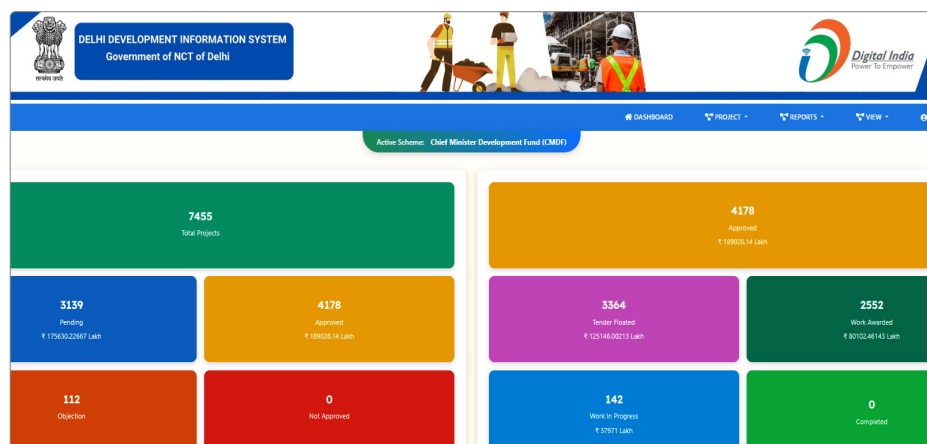 DELHI DEVELOPMENT INFORMATION SYSTEM
Government of NCT of Delhi
सत्यमेव जयते
Digital India
Power To Empower
DASHBOARD
PROJECT
REPORTS
VIEW
Active Scheme: Chief Minister Development Fund (CMDF)
7455
Total Projects
4178
Approved
₹ 189028.14 Lakh
3139
Pending
₹ 175630.22667 Lakh
4178
Approved
₹ 189028.14 Lakh
3364
Tender Floated
₹ 125146.00213 Lakh
2552
Work Awarded
₹ 80102.46143 Lakh
112
Objection
0
Not Approved
142
Work In Progress
₹ 37971 Lakh
0
Completed